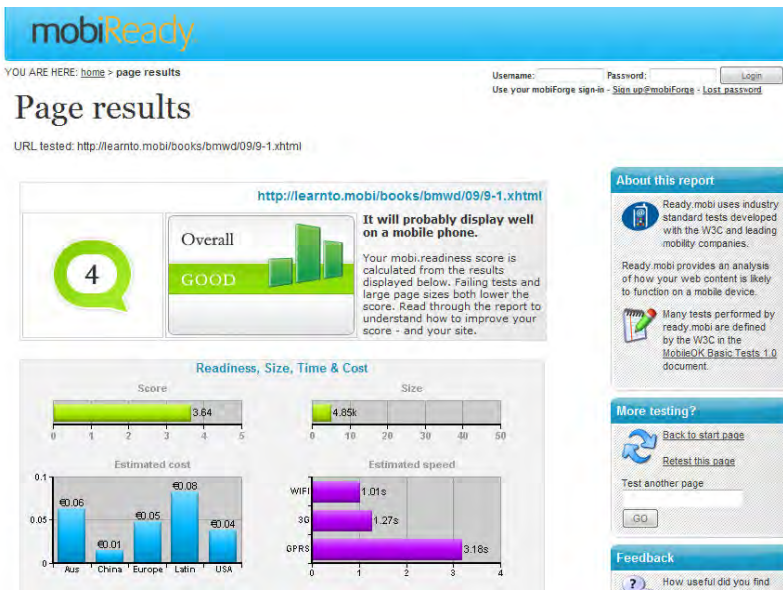 mobiReady
YOU ARE HERE: home > page results
Username:
Password:
Login
Use your mobiForge sign-in - Sign up@mobiForge - Lost password
Page results
URL tested: http://learnto.mobi/books/bmwd/09/9-1.xhtml
http://learnto.mobi/books/bmwd/09/9-1.xhtml
4
Overall
GOOD
It will probably display well
on a mobile phone.
Your mobi.readiness score is
calculated from the results
displayed below. Failing tests and
large page sizes both lower the
score. Read through the report to
understand how to improve your
score - and your site.
Readiness, Size, Time & Cost
Score
3.64
0 1 2 3 4 5
Size
4.85k
0 10 20 30 40 50
Estimated cost
0.1
0.05
0
€0.06
€0.01
€0.05
€0.08
€0.04
Aus China Europe Latin USA
Estimated speed
WIFI 1.01s
3G 1.27s
GPRS 3.18s
0 1 2 3 4
About this report
Ready.mobi uses industry
standard tests developed
with the W3C and leading
mobility companies.
Ready.mobi provides an analysis
of how your web content is likely
to function on a mobile device.
Many tests performed by
ready.mobi are defined
by the W3C in the
MobileOK Basic Tests 1.0
document.
More testing?
Back to start page
Retest this page
Test another page
GO
Feedback
How useful did you find